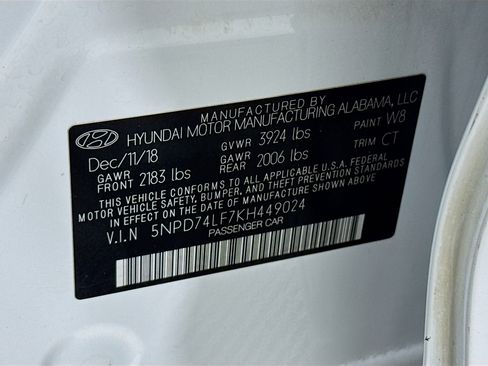 MANUFACTURED BY
HYUNDAI MOTOR MANUFACTURING ALABAMA, LLC
Dec/11/18 GVWR 3924 lbs PAINT W8
GAWR FRONT 2183 lbs GAWR REAR 2006 lbs TRIM CT
THIS VEHICLE CONFORMS TO ALL APPLICABLE U.S.A. FEDERAL
MOTOR VEHICLE SAFETY, BUMPER, AND THEFT PREVENTION STANDARDS
IN EFFECT ON THE DATE OF MANUFACTURE SHOWN ABOVE
V.I.N 5NPD74LF7KH449024
PASSENGER CAR